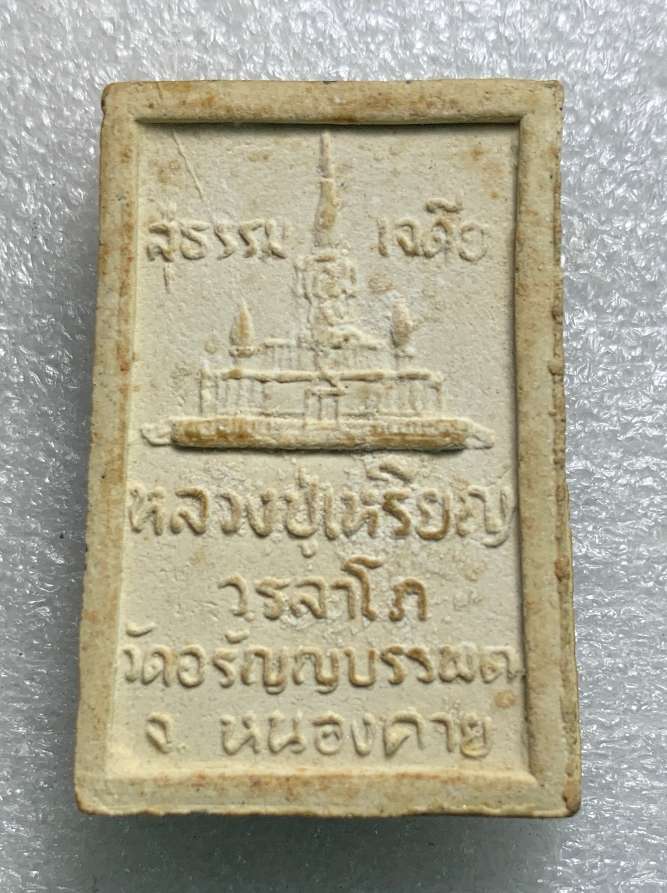 สุธรรม เจดีย์
หลวงปู่เหรียญ
วรลาโภ
วัดอรัญญบรรพต
จ. หนองคาย